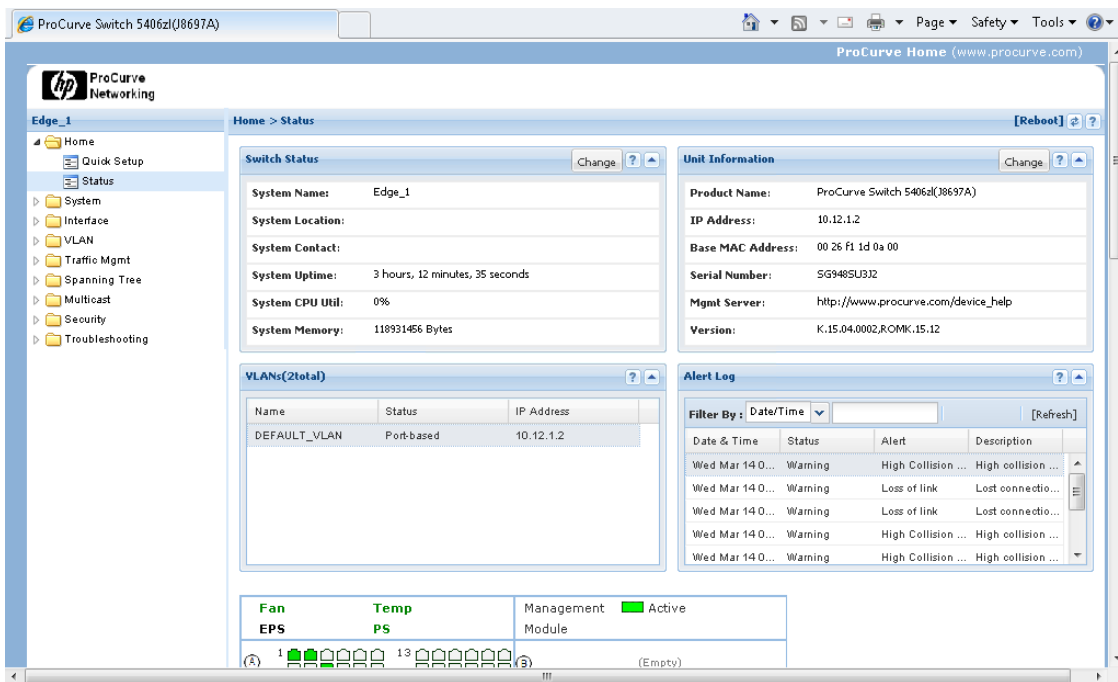 ProCurve Switch 5406zl(J8697A)
Page Safety Tools
ProCurve Home (www.procurve.com)
hp ProCurve
Networking
Edge_1
Home > Status
[Reboot] ?
Home
Quick Setup
Status
System
Interface
VLAN
Traffic Mgmt
Spanning Tree
Multicast
Security
Troubleshooting
Switch Status Change ?
System Name: Edge_1
System Location:
System Contact:
System Uptime: 3 hours, 12 minutes, 35 seconds
System CPU Util: 0%
System Memory: 118931456 Bytes
Unit Information Change ?
Product Name: ProCurve Switch 5406zl(J8697A)
IP Address: 10.12.1.2
Base MAC Address: 00 26 f1 1d 0a 00
Serial Number: SG948SU3J2
Mgmt Server: http://www.procurve.com/device_help
Version: K.15.04.0002,ROMK.15.12
VLANs(2total) ?
Name Status IP Address
DEFAULT_VLAN Port-based 10.12.1.2
Alert Log ?
Filter By : Date/Time [Refresh]
Date & Time Status Alert Description
Wed Mar 14 0... Warning High Collision ... High collision ...
Wed Mar 14 0... Warning Loss of link Lost connectio...
Wed Mar 14 0... Warning Loss of link Lost connectio...
Wed Mar 14 0... Warning High Collision ... High collision ...
Wed Mar 14 0... Warning High Collision ... High collision ...
Fan Temp
EPS PS
Management Active
Module
A 1 13
B (Empty)